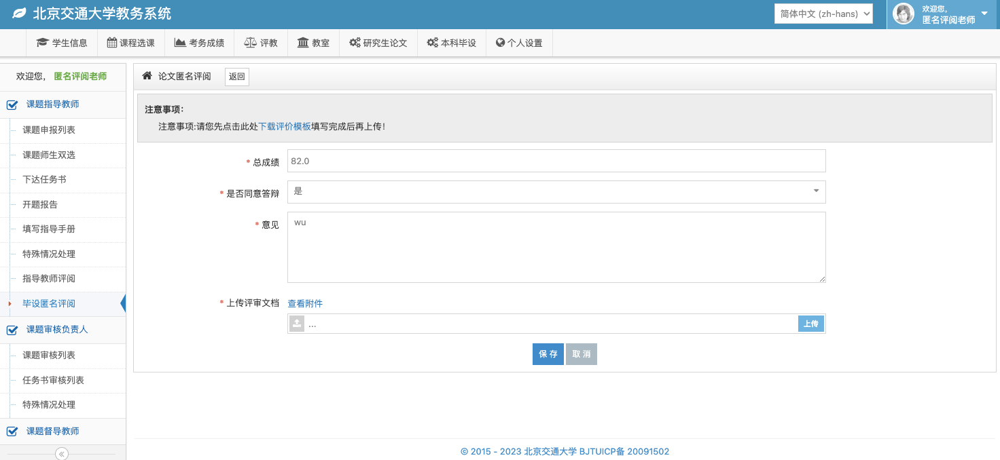 北京交通大学教务系统
简体中文 (zh-hans)
欢迎您,
匿名评阅老师
学生信息
课程选课
考务成绩
评教
教室
研究生论文
本科毕设
个人设置
欢迎您, 匿名评阅老师
课题指导教师
课题申报列表
课题师生双选
下达任务书
开题报告
填写指导手册
特殊情况处理
指导教师评阅
毕设匿名评阅
课题审核负责人
课题审核列表
任务书审核列表
特殊情况处理
课题督导教师
论文匿名评阅 返回
注意事项:
注意事项:请您先点击此处下载评价模板填写完成后再上传!
* 总成绩 82.0
* 是否同意答辩 是
* 意见 wu
* 上传评审文档 查看附件
... 上传
保存 取消
© 2015 - 2023 北京交通大学 BJTUICP备 20091502